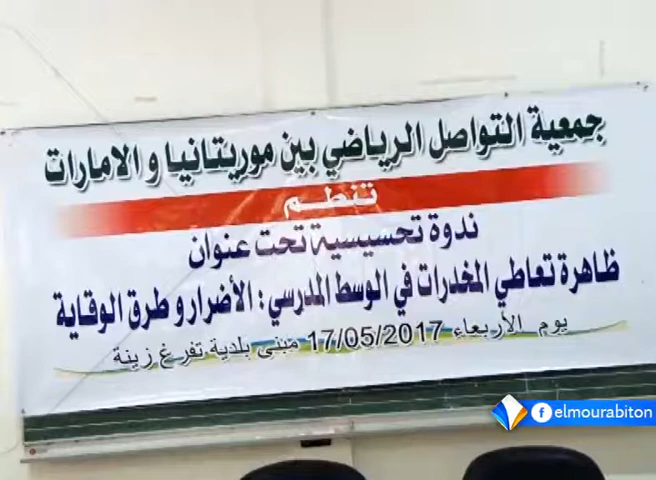 جمعية التواصل الرياضي بين موريتانيا و الامارات
تنظم
ندوة تحسيسية تحت عنوان
ظاهرة تعاطي المخدرات في الوسط المدرسي : الأضرار و طرق الوقاية
يوم الأربعاء 17/05/2017 مبنى بلدية تفرغ زينة
elmourabiton